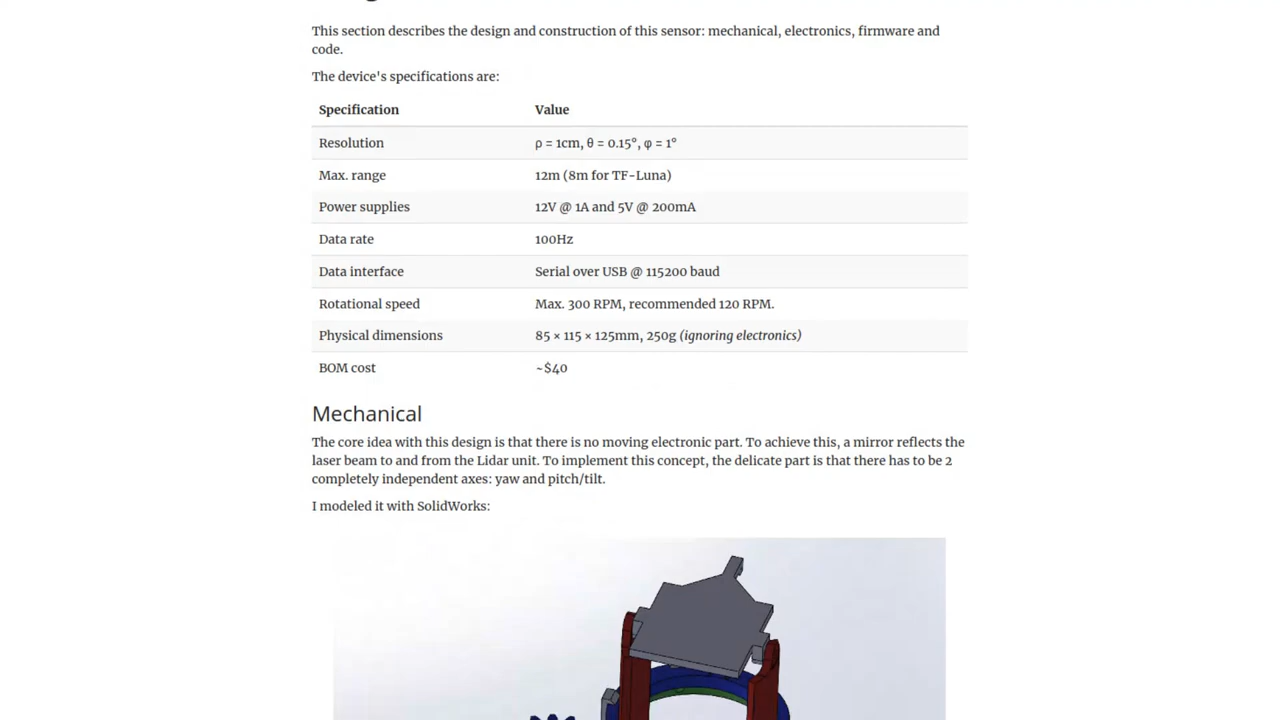 This section describes the design and construction of this sensor: mechanical, electronics, firmware and
code.
The device's specifications are:
Specification Value
Resolution ρ = 1cm, θ = 0.15°, φ = 1°
Max. range 12m (8m for TF-Luna)
Power supplies 12V @ 1A and 5V @ 200mA
Data rate 100Hz
Data interface Serial over USB @ 115200 baud
Rotational speed Max. 300 RPM, recommended 120 RPM.
Physical dimensions 85 × 115 × 125mm, 250g (ignoring electronics)
BOM cost ~$40
Mechanical
The core idea with this design is that there is no moving electronic part. To achieve this, a mirror reflects the
laser beam to and from the Lidar unit. To implement this concept, the delicate part is that there has to be 2
completely independent axes: yaw and pitch/tilt.
I modeled it with SolidWorks: